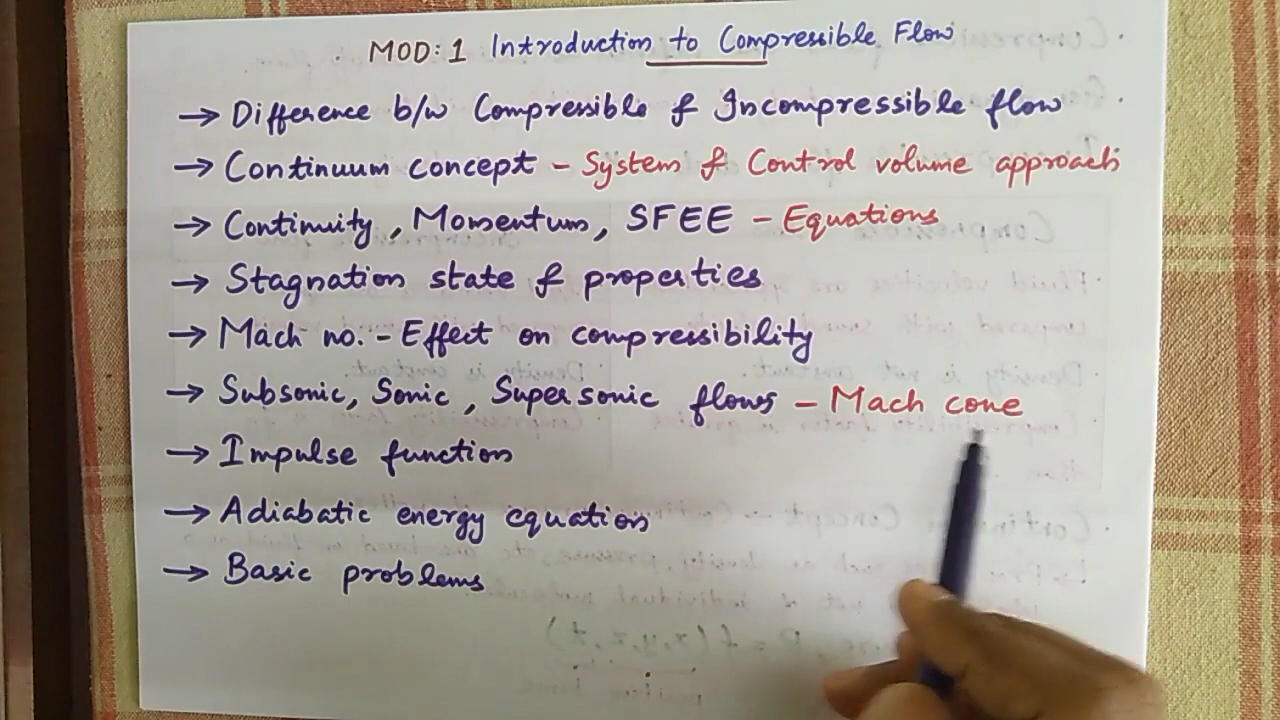 MOD: 1 Introduction to Compressible Flow
→ Difference b/w Compressible & Incompressible flow
→ Continuum concept - System & Control volume approach
→ Continuity, Momentum, SFEE - Equations
→ Stagnation state & properties
→ Mach no. - Effect on compressibility
→ Subsonic, Sonic, Supersonic flows - Mach cone
→ Impulse function
→ Adiabatic energy equation
→ Basic problems